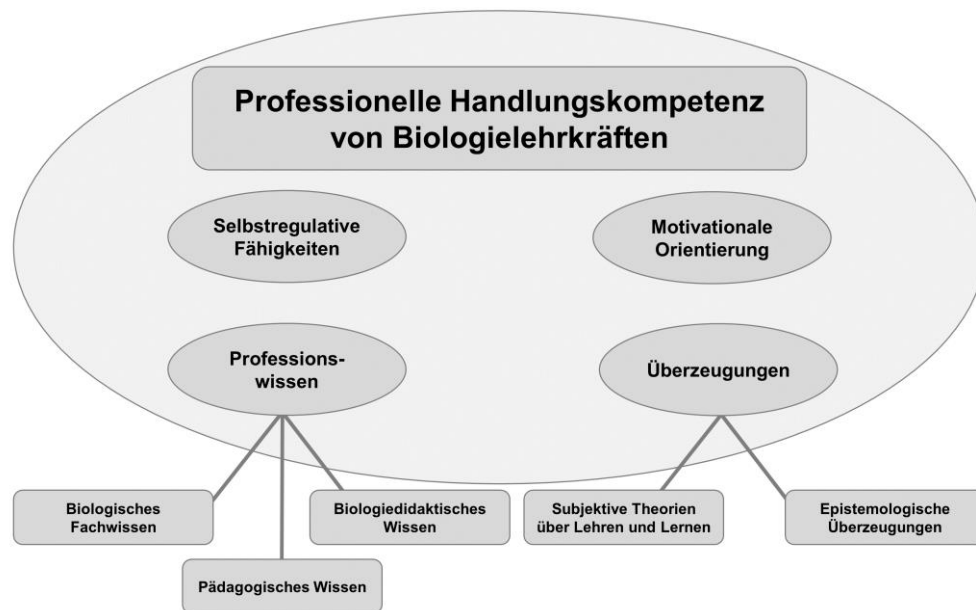 Professionelle Handlungskompetenz
von Biologielehrkräften
Selbstregulative
Fähigkeiten
Motivationale
Orientierung
Professions-
wissen
Überzeugungen
Biologisches
Fachwissen
Biologiedidaktisches
Wissen
Subjektive Theorien
über Lehren und Lernen
Epistemologische
Überzeugungen
Pädagogisches Wissen